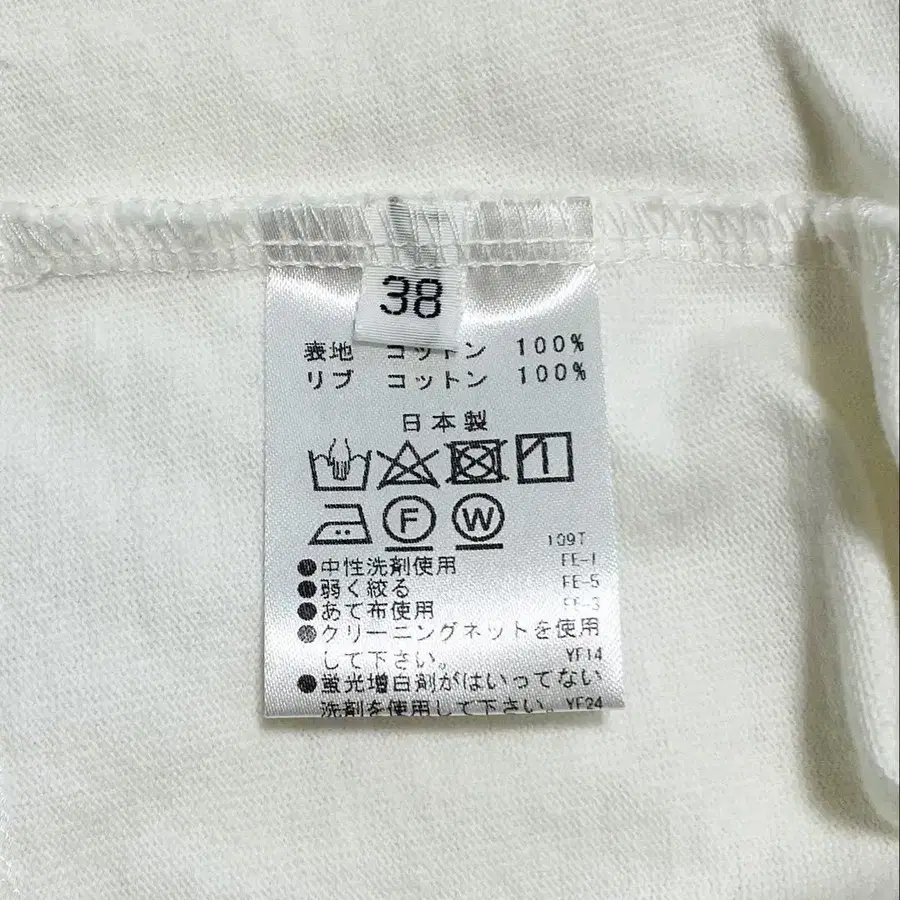 38
表地 コットン 100%
リブ コットン 100%
日本製
F W
109T
●中性洗剤使用 FE-1
●弱く絞る FE-5
●あて布使用 FE-3
●クリーニングネットを使用
して下さい。 YF14
●蛍光増白剤がはいってない
洗剤を使用して下さい。 YF24